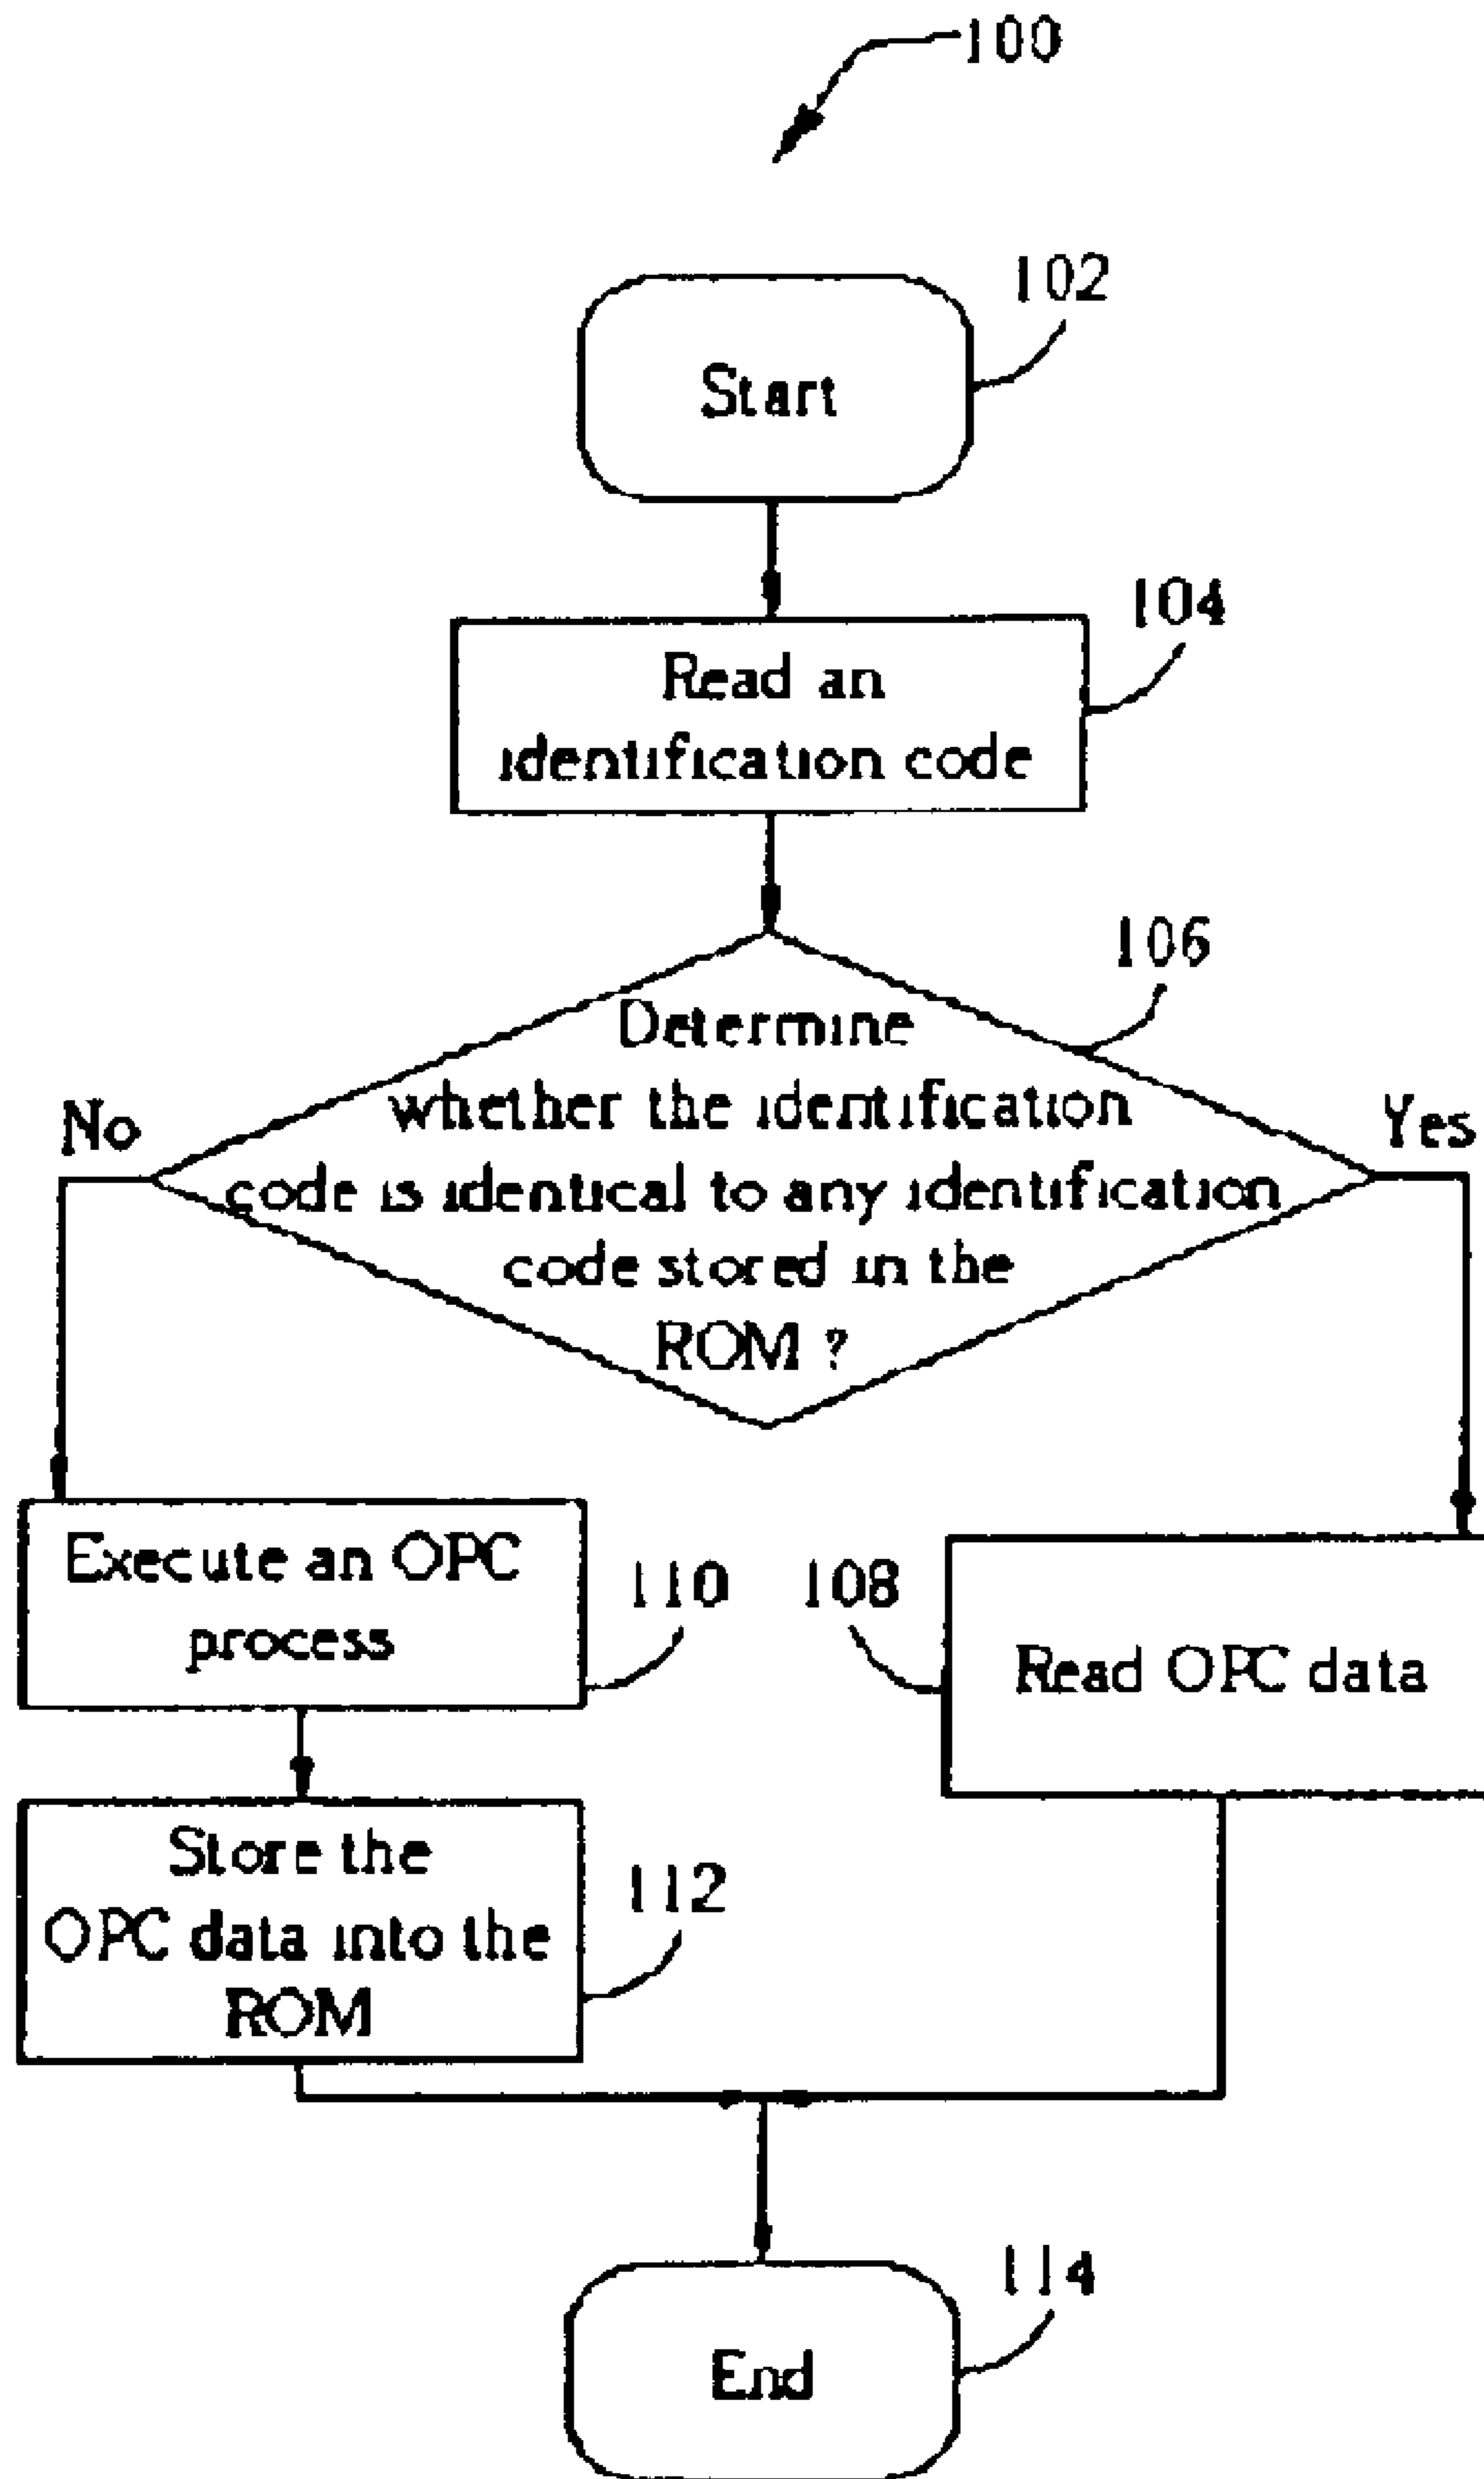 100
102
Start
104
Read an
identification code
106
Determine
whether the identification
code is identical to any identification
code stored in the
ROM ?
No
Yes
Execute an OPC
process
110
108
Read OPC data
Store the
OPC data into the
ROM
112
114
End